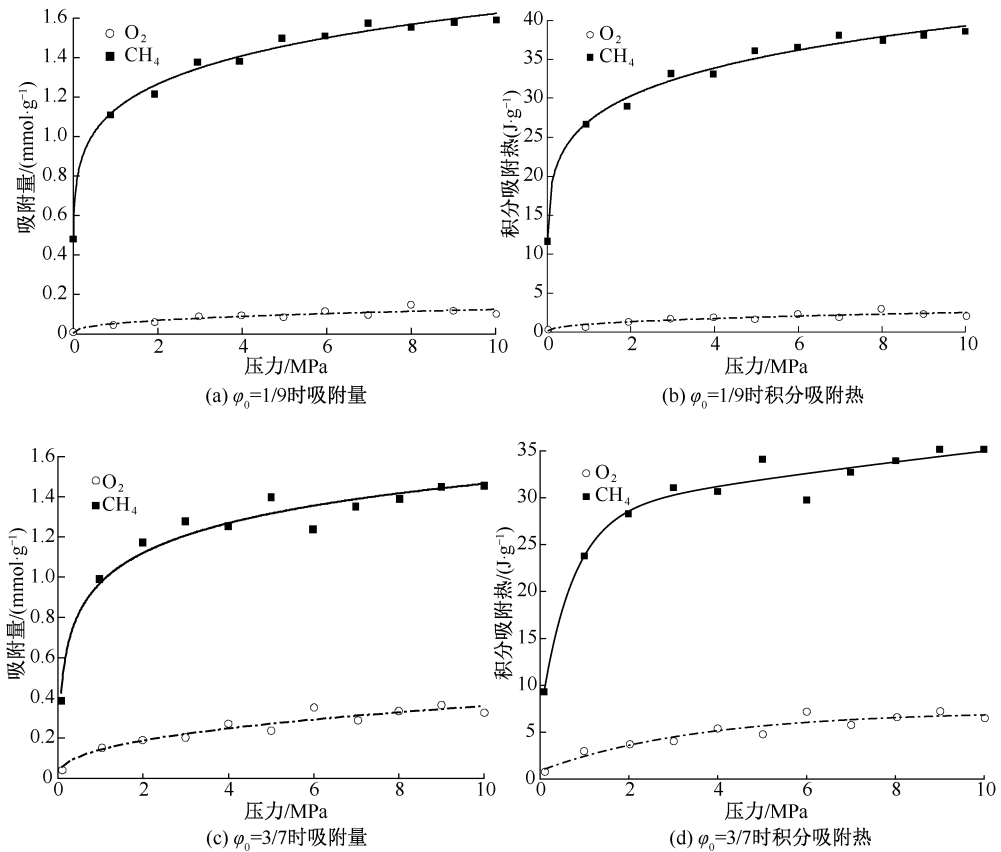 1.6
1.4
1.2
1.0
0.8
0.6
0.4
0.2
0
吸附量/(mmol·g⁻¹)
O₂
CH₄
0 2 4 6 8 10
压力/MPa
(a) φ₀=1/9时吸附量
40
35
30
25
20
15
10
5
0
积分吸附热(J·g⁻¹)
O₂
CH₄
0 2 4 6 8 10
压力/MPa
(b) φ₀=1/9时积分吸附热
1.6
1.4
1.2
1.0
0.8
1.6
0.4
0.2
0
吸附量/(mmol·g⁻¹)
O₂
CH₄
0 2 4 6 8 10
压力/MPa
(c) φ₀=3/7时吸附量
35
30
25
20
15
10
5
0
积分吸附热/(J·g⁻¹)
O₂
CH₄
0 2 4 6 8 10
压力/MPa
(d) φ₀=3/7时积分吸附热